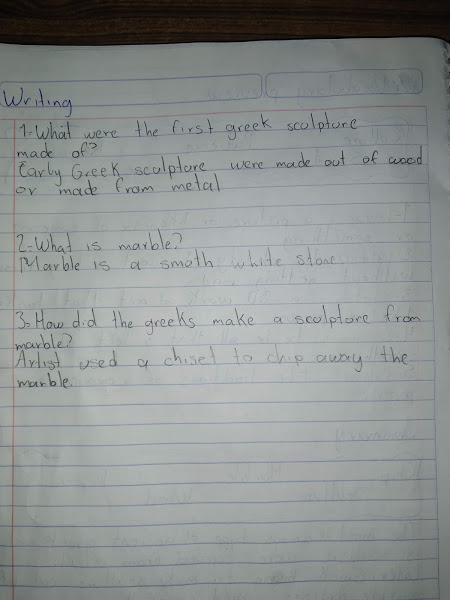 Writing
1-What were the first greek sculpture
made of?
Early Greek sculpture were made out of wood
or made from metal
2-What is marble?
Marble is a smoth white stone
3-How did the greeks make a sculpture from
marble?
Artist used a chisel to chip away the
marble.